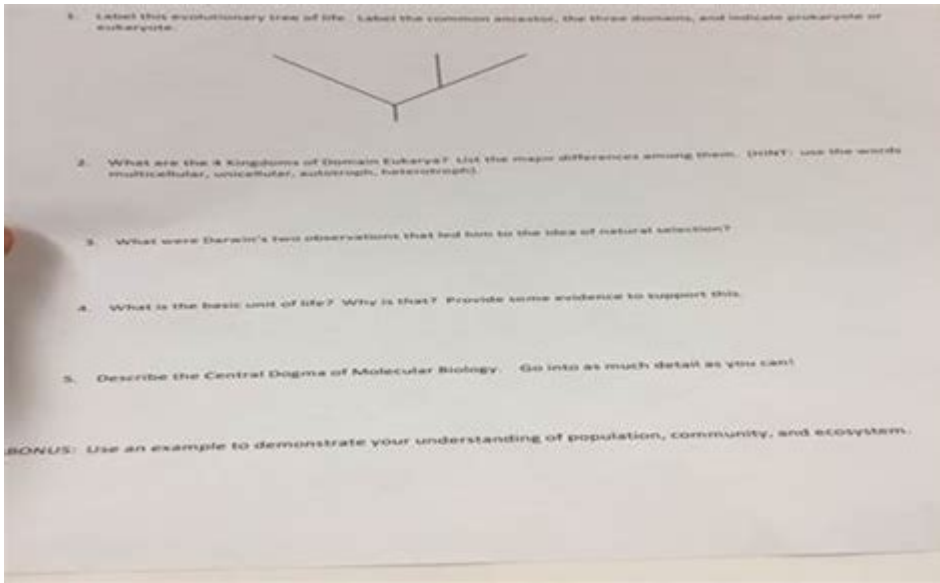 1. Label this evolutionary tree of life. Label the common ancestor, the three domains, and indicate prokaryote or
eukaryote.
2. What are the 4 Kingdoms of Domain Eukarya? List the major differences among them. (HINT: use the words
multicellular, unicellular, autotroph, heterotroph).
3. What were Darwin's two observations that led him to the idea of natural selection?
4. What is the basic unit of life? Why is that? Provide some evidence to support this.
5. Describe the Central Dogma of Molecular Biology. Go into as much detail as you can!
BONUS: Use an example to demonstrate your understanding of population, community, and ecosystem.